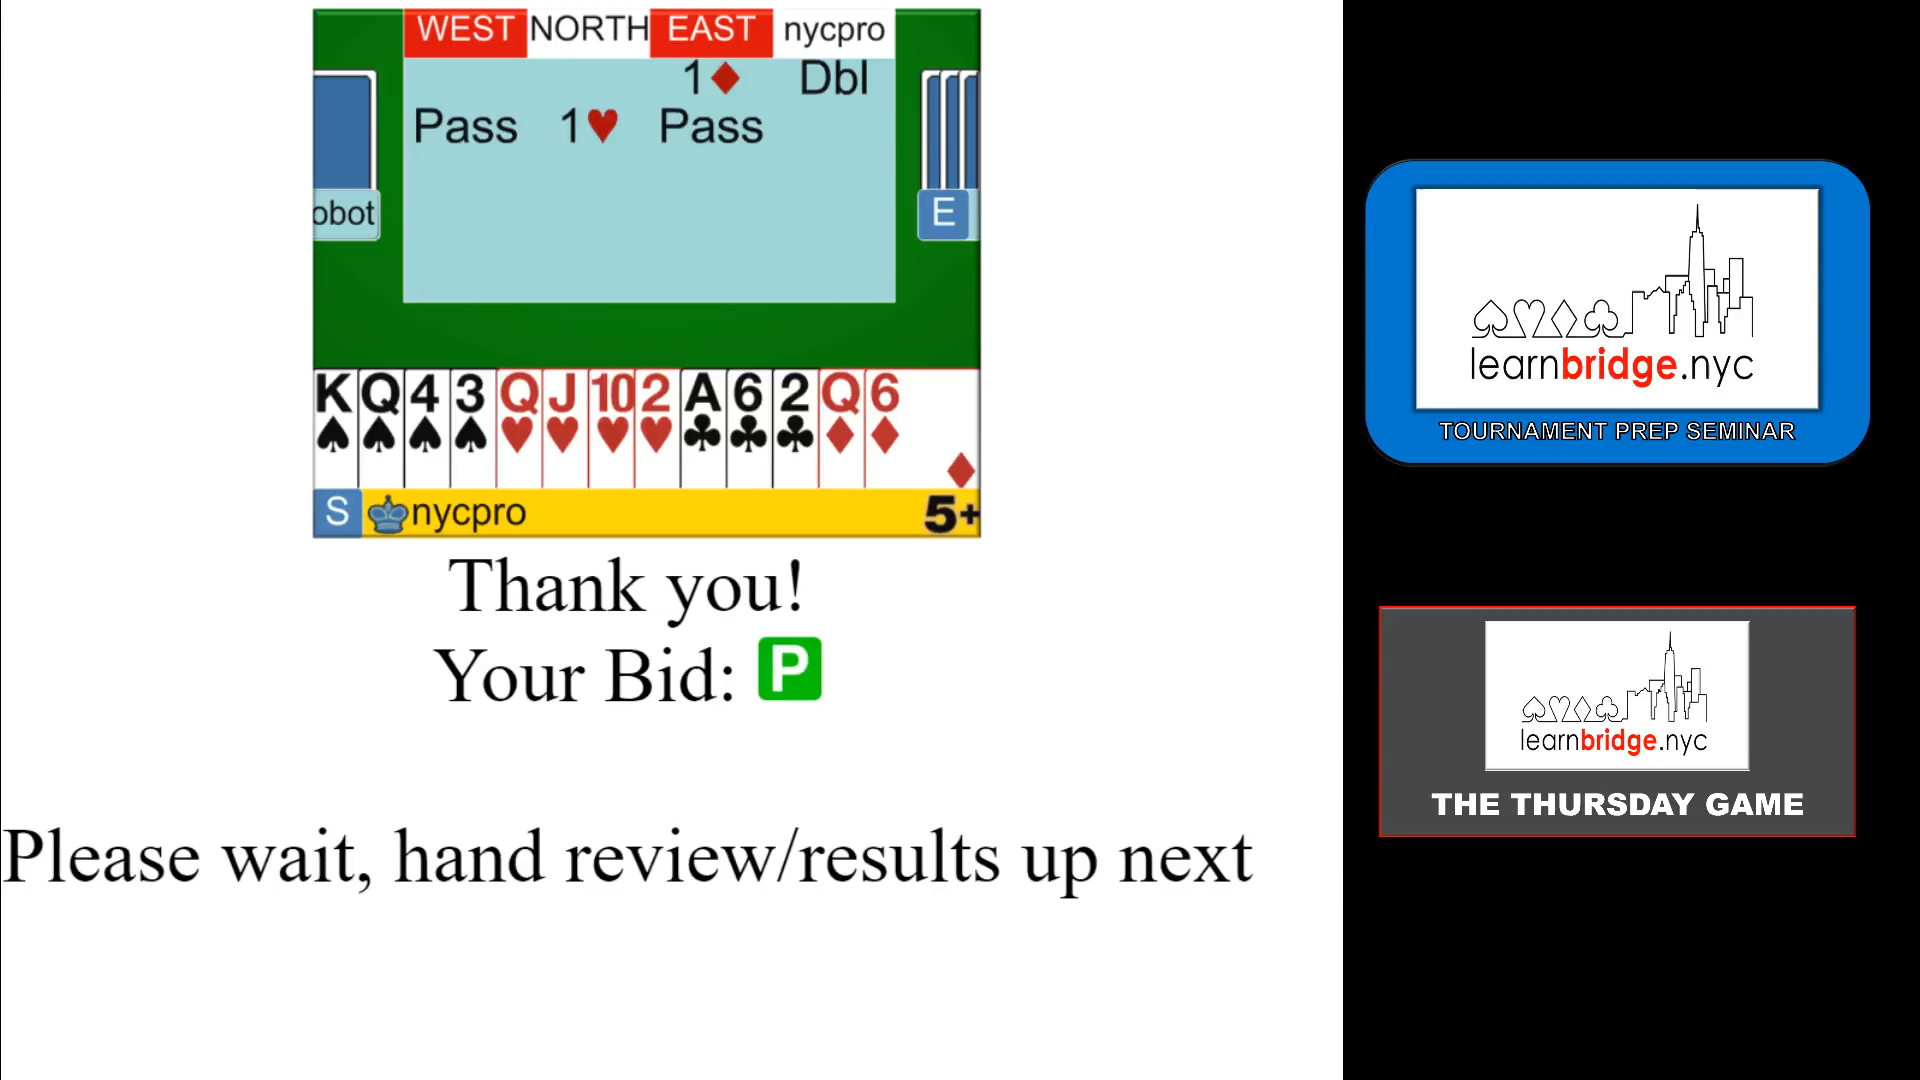 WEST NORTH EAST nycpro
1♦ Dbl
Pass 1♥ Pass
obot
E
K♠ Q♠ 4♠ 3♠ Q♥ J♥ 10♥ 2♥ A♣ 6♣ 2♣ Q♦ 6♦
S nycpro 5+
Thank you!
Your Bid: P
Please wait, hand review/results up next
learnbridge.nyc
TOURNAMENT PREP SEMINAR
learnbridge.nyc
THE THURSDAY GAME